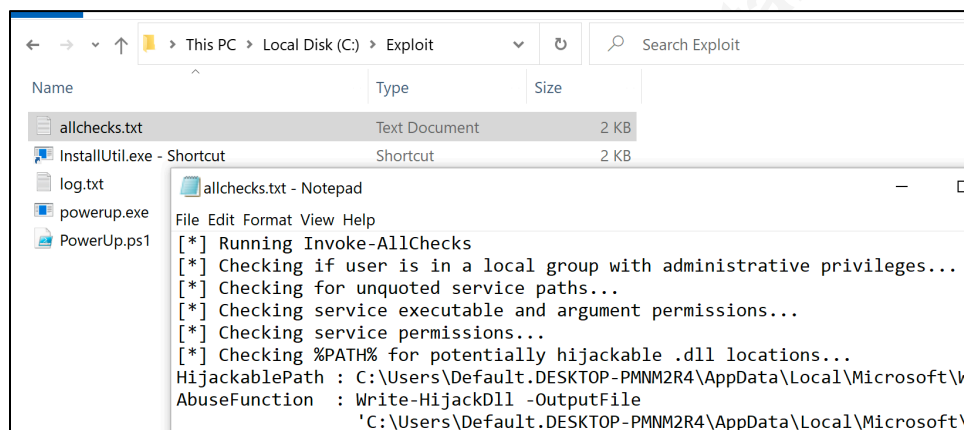 This PC > Local Disk (C:) > Exploit
Search Exploit
Name Type Size
allchecks.txt Text Document 2 KB
InstallUtil.exe - Shortcut Shortcut 2 KB
log.txt
powerup.exe
PowerUp.ps1
allchecks.txt - Notepad
File Edit Format View Help
[*] Running Invoke-AllChecks
[*] Checking if user is in a local group with administrative privileges...
[*] Checking for unquoted service paths...
[*] Checking service executable and argument permissions...
[*] Checking service permissions...
[*] Checking %PATH% for potentially hijackable .dll locations...
HijackablePath : C:\Users\Default.DESKTOP-PMNM2R4\AppData\Local\Microsoft\W
AbuseFunction : Write-HijackDll -OutputFile
'C:\Users\Default.DESKTOP-PMNM2R4\AppData\Local\Microsoft\